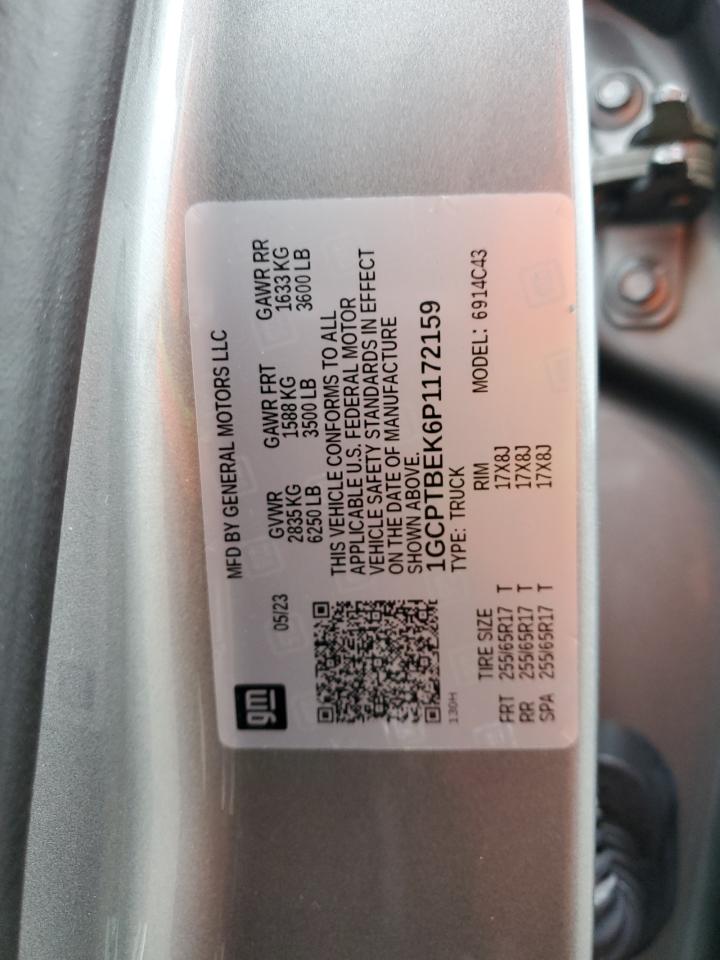 gm
MFD BY GENERAL MOTORS LLC
05/23
GVWR GAWR FRT GAWR RR
2835 KG 1588 KG 1633 KG
6250 LB 3500 LB 3600 LB
THIS VEHICLE CONFORMS TO ALL
APPLICABLE U.S. FEDERAL MOTOR
VEHICLE SAFETY STANDARDS IN EFFECT
ON THE DATE OF MANUFACTURE
SHOWN ABOVE.
1GCPTBEK6P1172159
130H
TYPE: TRUCK MODEL: 6914C43
TIRE SIZE RIM
FRT 255/65R17 T 17X8J
RR 255/65R17 T 17X8J
SPA 255/65R17 T 17X8J